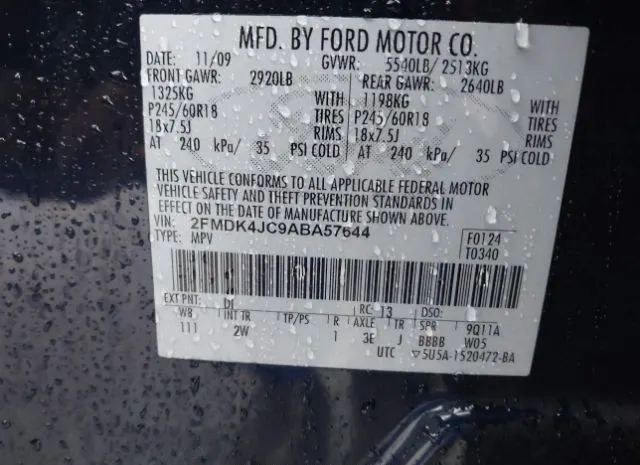 MFD. BY FORD MOTOR CO.
DATE: 11/09 GVWR: 5540LB/ 2513KG
FRONT GAWR: 2920LB REAR GAWR: 2640LB
1325KG WITH 1198KG WITH
P245/60R18 TIRES P245/60R18 TIRES
18x7.5J RIMS 18x7.5J RIMS
AT 240 kPa/ 35 PSI COLD AT 240 kPa/ 35 PSI COLD
THIS VEHICLE CONFORMS TO ALL APPLICABLE FEDERAL MOTOR
VEHICLE SAFETY AND THEFT PREVENTION STANDARDS IN
EFFECT ON THE DATE OF MANUFACTURE SHOWN ABOVE.
VIN: 2FMDK4JC9ABA57644
TYPE: MPV
F0124
T0340
EXT PNT: DI RC: 13 DSO:
WB INT TR TP/PS R AXLE TR SPR 9Q11A
111 2W 1 3E J BBBB W05
UTC ▽5U5A-1520472-BA